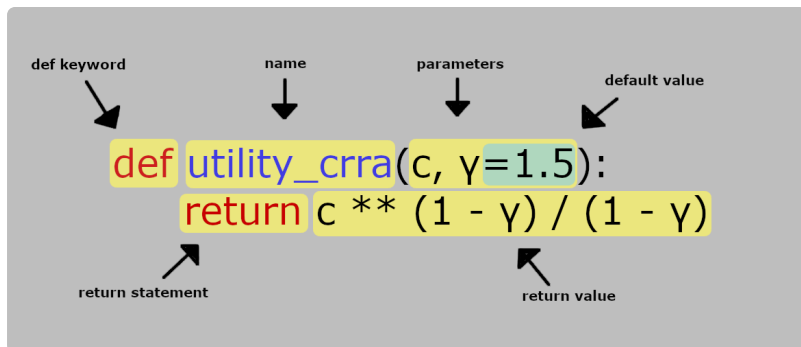 def keyword
name
parameters
default value
def utility_crra(c, γ=1.5):
return c ** (1 - γ) / (1 - γ)
return statement
return value